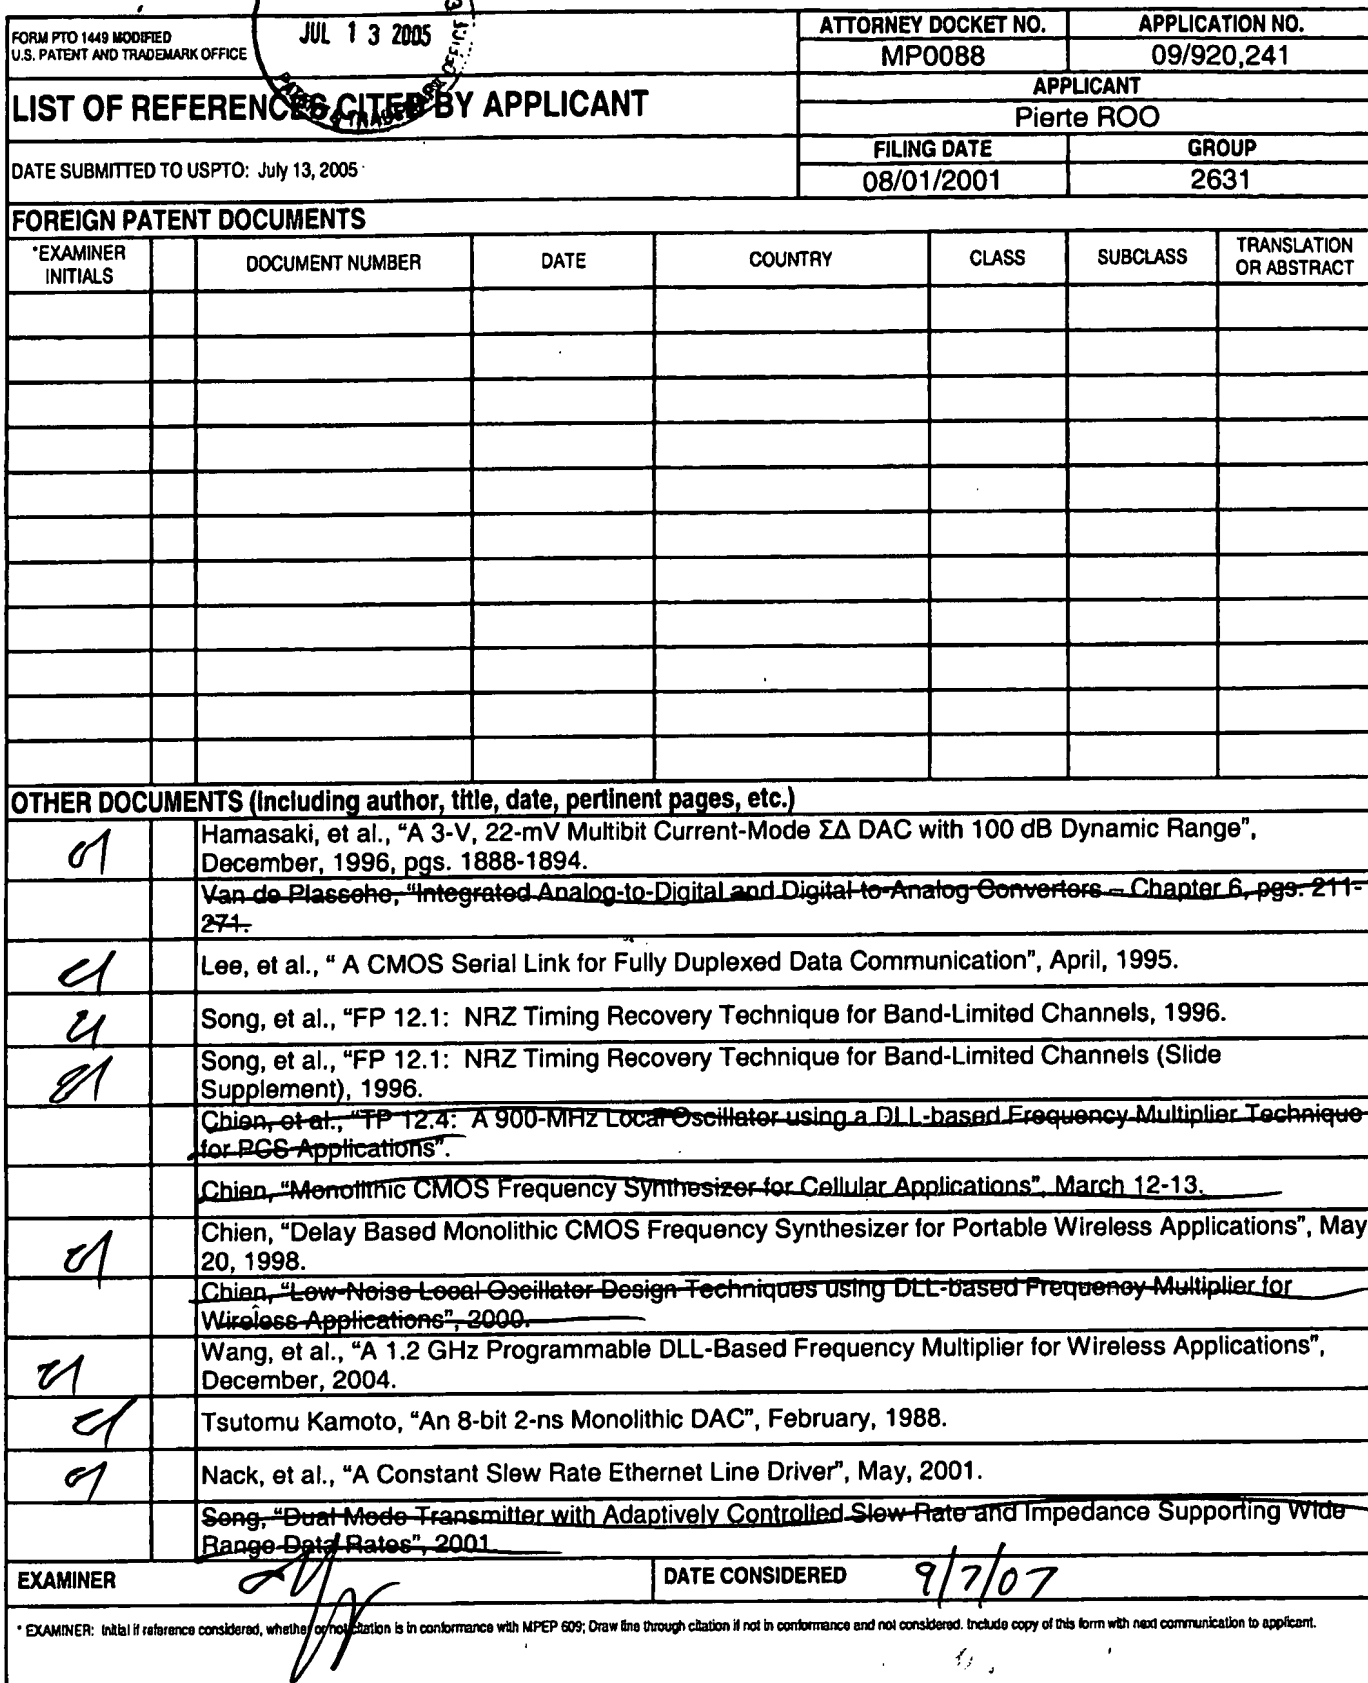 FORM PTO 1449 MODIFIED
U.S. PATENT AND TRADEMARK OFFICE
JUL 1 3 2005
ATTORNEY DOCKET NO.
APPLICATION NO.
MP0088
09/920,241
LIST OF REFERENCES CITED BY APPLICANT
APPLICANT
Pierte ROO
DATE SUBMITTED TO USPTO: July 13, 2005
FILING DATE
GROUP
08/01/2001
2631
FOREIGN PATENT DOCUMENTS
*EXAMINER
INITIALS
DOCUMENT NUMBER
DATE
COUNTRY
CLASS
SUBCLASS
TRANSLATION
OR ABSTRACT
OTHER DOCUMENTS (Including author, title, date, pertinent pages, etc.)
Hamasaki, et al., “A 3-V, 22-mV Multibit Current-Mode ΣΔ DAC with 100 dB Dynamic Range”,
December, 1996, pgs. 1888-1894.
Van de Plassche, “Integrated Analog-to-Digital and Digital-to-Analog Converters – Chapter 6, pgs. 211-
271.
Lee, et al., “ A CMOS Serial Link for Fully Duplexed Data Communication”, April, 1995.
Song, et al., “FP 12.1: NRZ Timing Recovery Technique for Band-Limited Channels, 1996.
Song, et al., “FP 12.1: NRZ Timing Recovery Technique for Band-Limited Channels (Slide
Supplement), 1996.
Chien, et al., “TP 12.4: A 900-MHz Local Oscillator using a DLL-based Frequency Multiplier Technique
for PCS Applications”.
Chien, “Monolithic CMOS Frequency Synthesizer for Cellular Applications”, March 12-13.
Chien, “Delay Based Monolithic CMOS Frequency Synthesizer for Portable Wireless Applications”, May
20, 1998.
Chien, “Low-Noise Local Oscillator Design Techniques using DLL-based Frequency Multiplier for
Wireless Applications”, 2000.
Wang, et al., “A 1.2 GHz Programmable DLL-Based Frequency Multiplier for Wireless Applications”,
December, 2004.
Tsutomu Kamoto, “An 8-bit 2-ns Monolithic DAC”, February, 1988.
Nack, et al., “A Constant Slew Rate Ethernet Line Driver”, May, 2001.
Song, “Dual Mode Transmitter with Adaptively Controlled Slew Rate and Impedance Supporting Wide
Range Data Rates”, 2001
EXAMINER
DATE CONSIDERED
9/7/07
* EXAMINER: Initial if reference considered, whether or not citation is in conformance with MPEP 609; Draw line through citation if not in conformance and not considered. Include copy of this form with next communication to applicant.